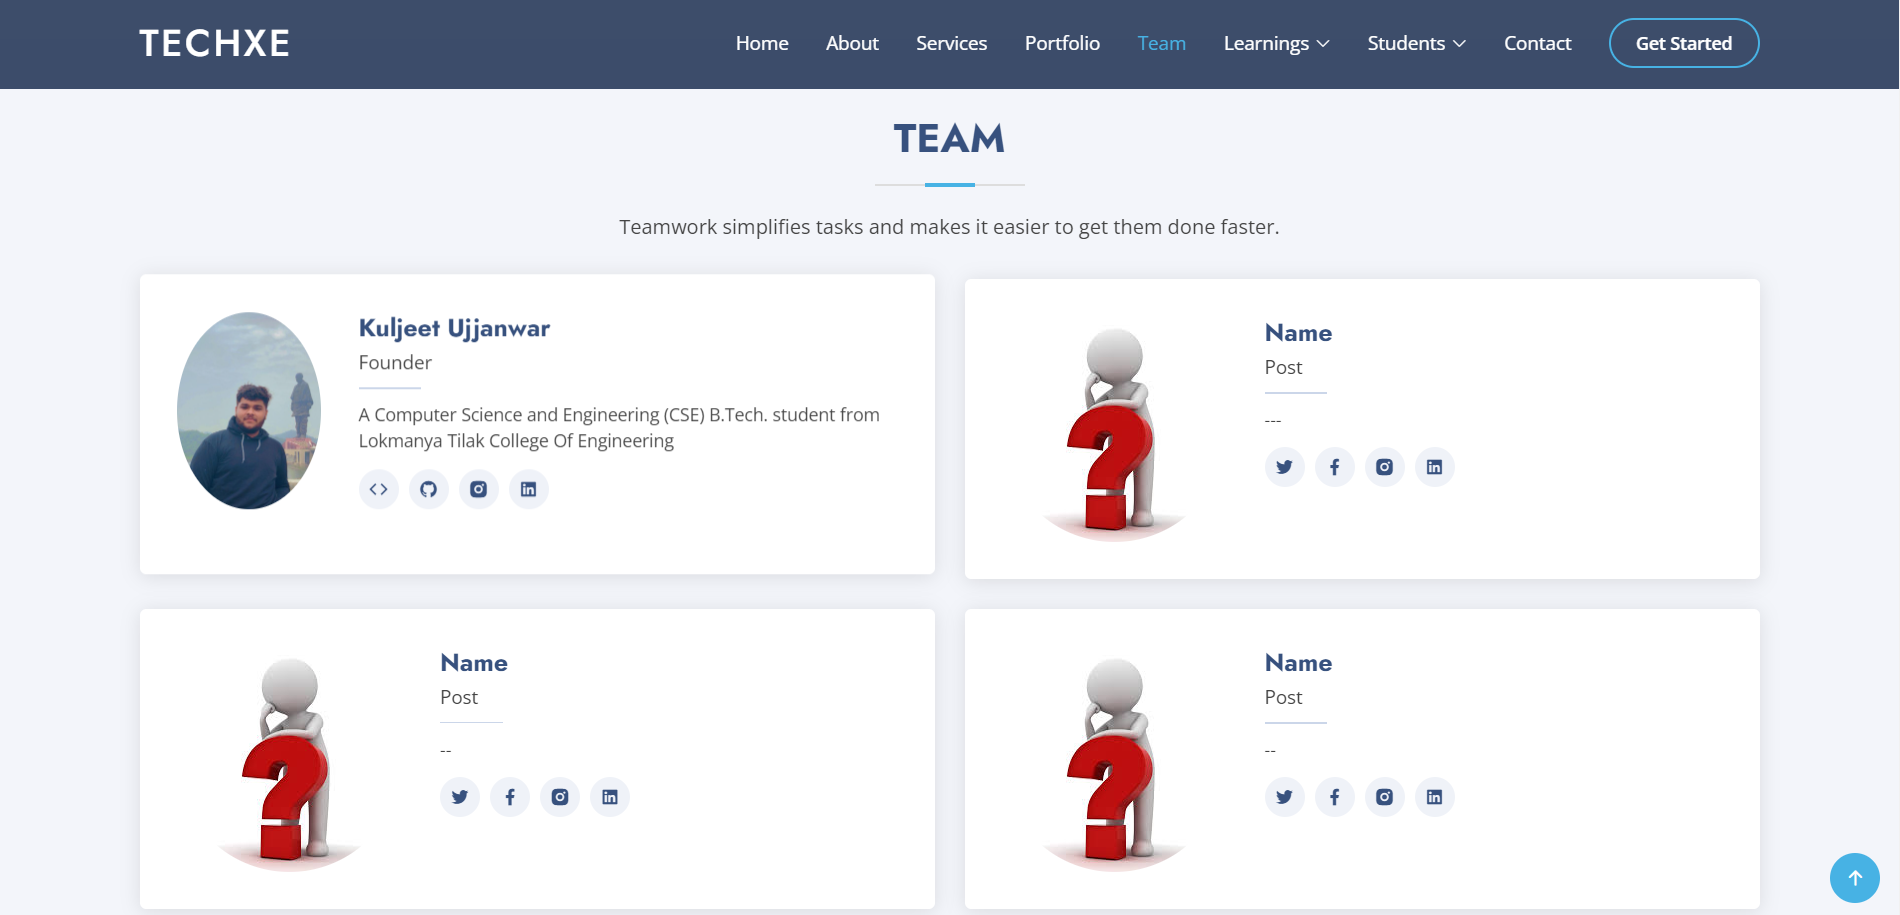 TECHXE
Home About Services Portfolio Team Learnings Students Contact Get Started
TEAM
Teamwork simplifies tasks and makes it easier to get them done faster.
Kuljeet Ujjanwar
Founder
A Computer Science and Engineering (CSE) B.Tech. student from
Lokmanya Tilak College Of Engineering
Name
Post
---
Name
Post
--
Name
Post
--